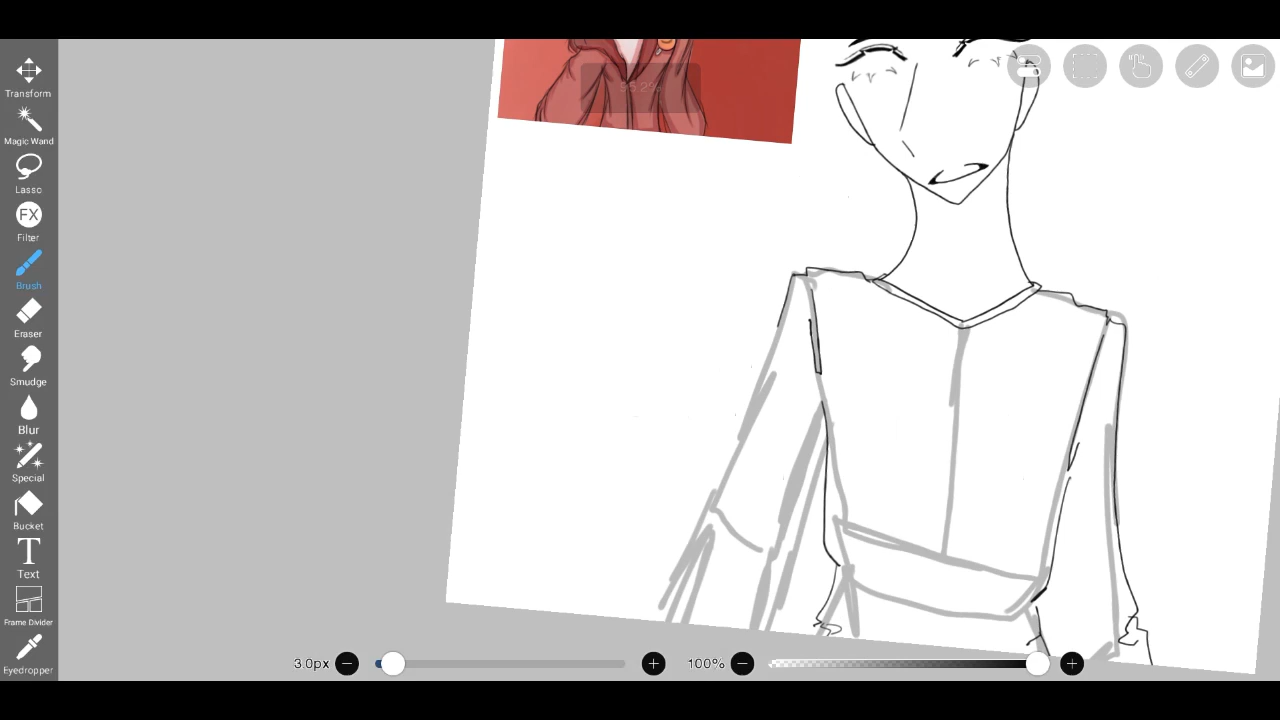 Transform
Magic Wand
Lasso
FX
Filter
Brush
Eraser
Smudge
Blur
Special
Bucket
T
Text
Frame Divider
Eyedropper
3.0px
100%